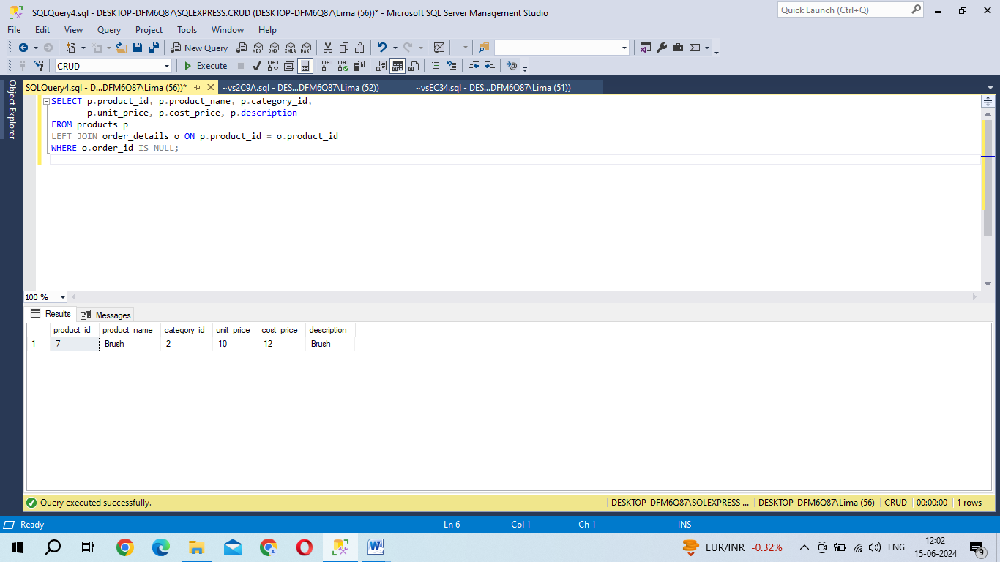 SQLQuery4.sql - DESKTOP-DFM6Q87\SQLEXPRESS.CRUD (DESKTOP-DFM6Q87\Lima (56))* - Microsoft SQL Server Management Studio
Quick Launch (Ctrl+Q)
File Edit View Query Project Tools Window Help
New Query MDX DMX XMLA DAX
CRUD Execute
Object Explorer
SQLQuery4.sql - D...DFM6Q87\Lima (56))* ~vs2C9A.sql - DES...DFM6Q87\Lima (52)) ~vsEC34.sql - DES...DFM6Q87\Lima (51))
SELECT p.product_id, p.product_name, p.category_id,
p.unit_price, p.cost_price, p.description
FROM products p
LEFT JOIN order_details o ON p.product_id = o.product_id
WHERE o.order_id IS NULL;
100 %
Results Messages
product_id product_name category_id unit_price cost_price description
1 7 Brush 2 10 12 Brush
Query executed successfully. DESKTOP-DFM6Q87\SQLEXPRESS ... DESKTOP-DFM6Q87\Lima (56) CRUD 00:00:00 1 rows
Ready Ln 6 Col 1 Ch 1 INS
W EUR/INR -0.32% ENG 12:02
15-06-2024 9